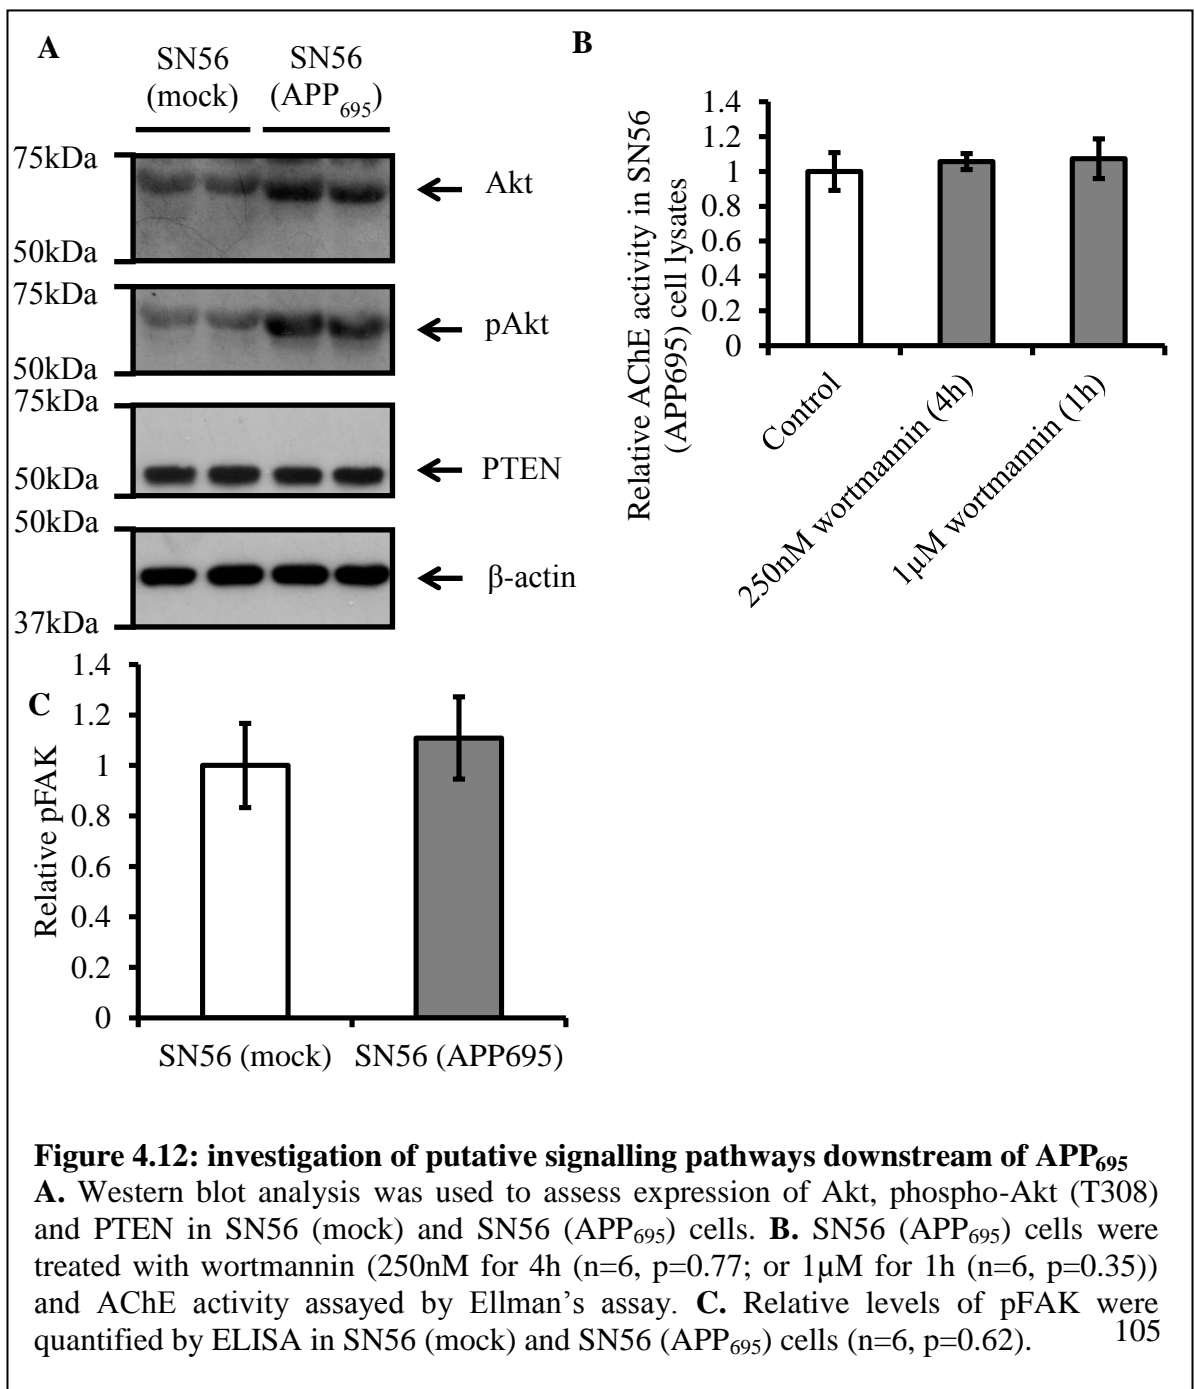 A
SN56
(mock)
SN56
(APP₆₉₅)
75kDa
50kDa
Akt
75kDa
50kDa
pAkt
75kDa
50kDa
PTEN
50kDa
37kDa
β-actin
B
Relative AChE activity in SN56
(APP695) cell lysates
1.4
1.2
1
0.8
0.6
0.4
0.2
0
Control
250nM wortmannin (4h)
1µM wortmannin (1h)
C
Relative pFAK
1.4
1.2
1
0.8
0.6
0.4
0.2
0
SN56 (mock)
SN56 (APP695)
Figure 4.12: investigation of putative signalling pathways downstream of APP₆₉₅
A. Western blot analysis was used to assess expression of Akt, phospho-Akt (T308)
and PTEN in SN56 (mock) and SN56 (APP₆₉₅) cells. B. SN56 (APP₆₉₅) cells were
treated with wortmannin (250nM for 4h (n=6, p=0.77; or 1µM for 1h (n=6, p=0.35))
and AChE activity assayed by Ellman's assay. C. Relative levels of pFAK were
quantified by ELISA in SN56 (mock) and SN56 (APP₆₉₅) cells (n=6, p=0.62).
105